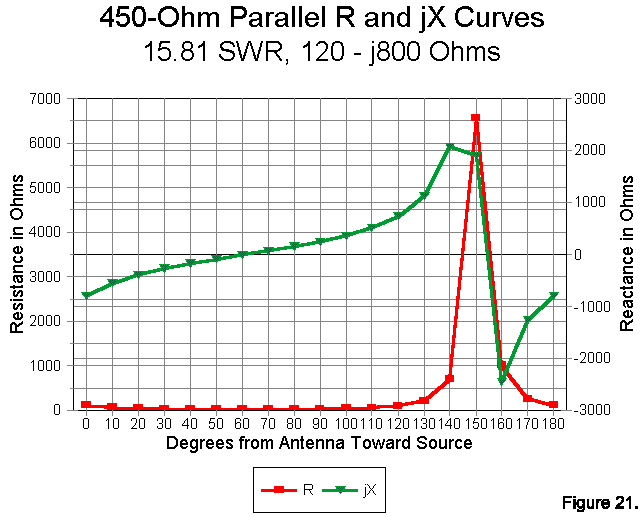 450-Ohm Parallel R and jX Curves
15.81 SWR, 120 - j800 Ohms
7000
6000
5000
4000
3000
2000
1000
0
Resistance in Ohms
3000
2000
1000
0
-1000
-2000
-3000
Reactance in Ohms
0 10 20 30 40 50 60 70 80 90 100 110 120 130 140 150 160 170 180
Degrees from Antenna Toward Source
R jX
Figure 21.